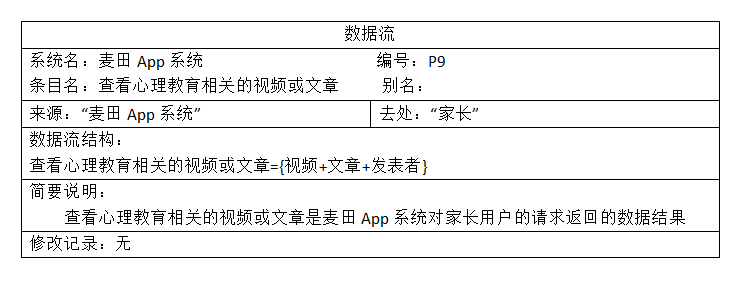 数据流
系统名：麦田 App 系统 编号：P9
条目名：查看心理教育相关的视频或文章 别名：
来源：“麦田 App 系统” 去处：“家长”
数据流结构：
查看心理教育相关的视频或文章={视频+文章+发表者}
简要说明：
查看心理教育相关的视频或文章是麦田 App 系统对家长用户的请求返回的数据结果
修改记录：无